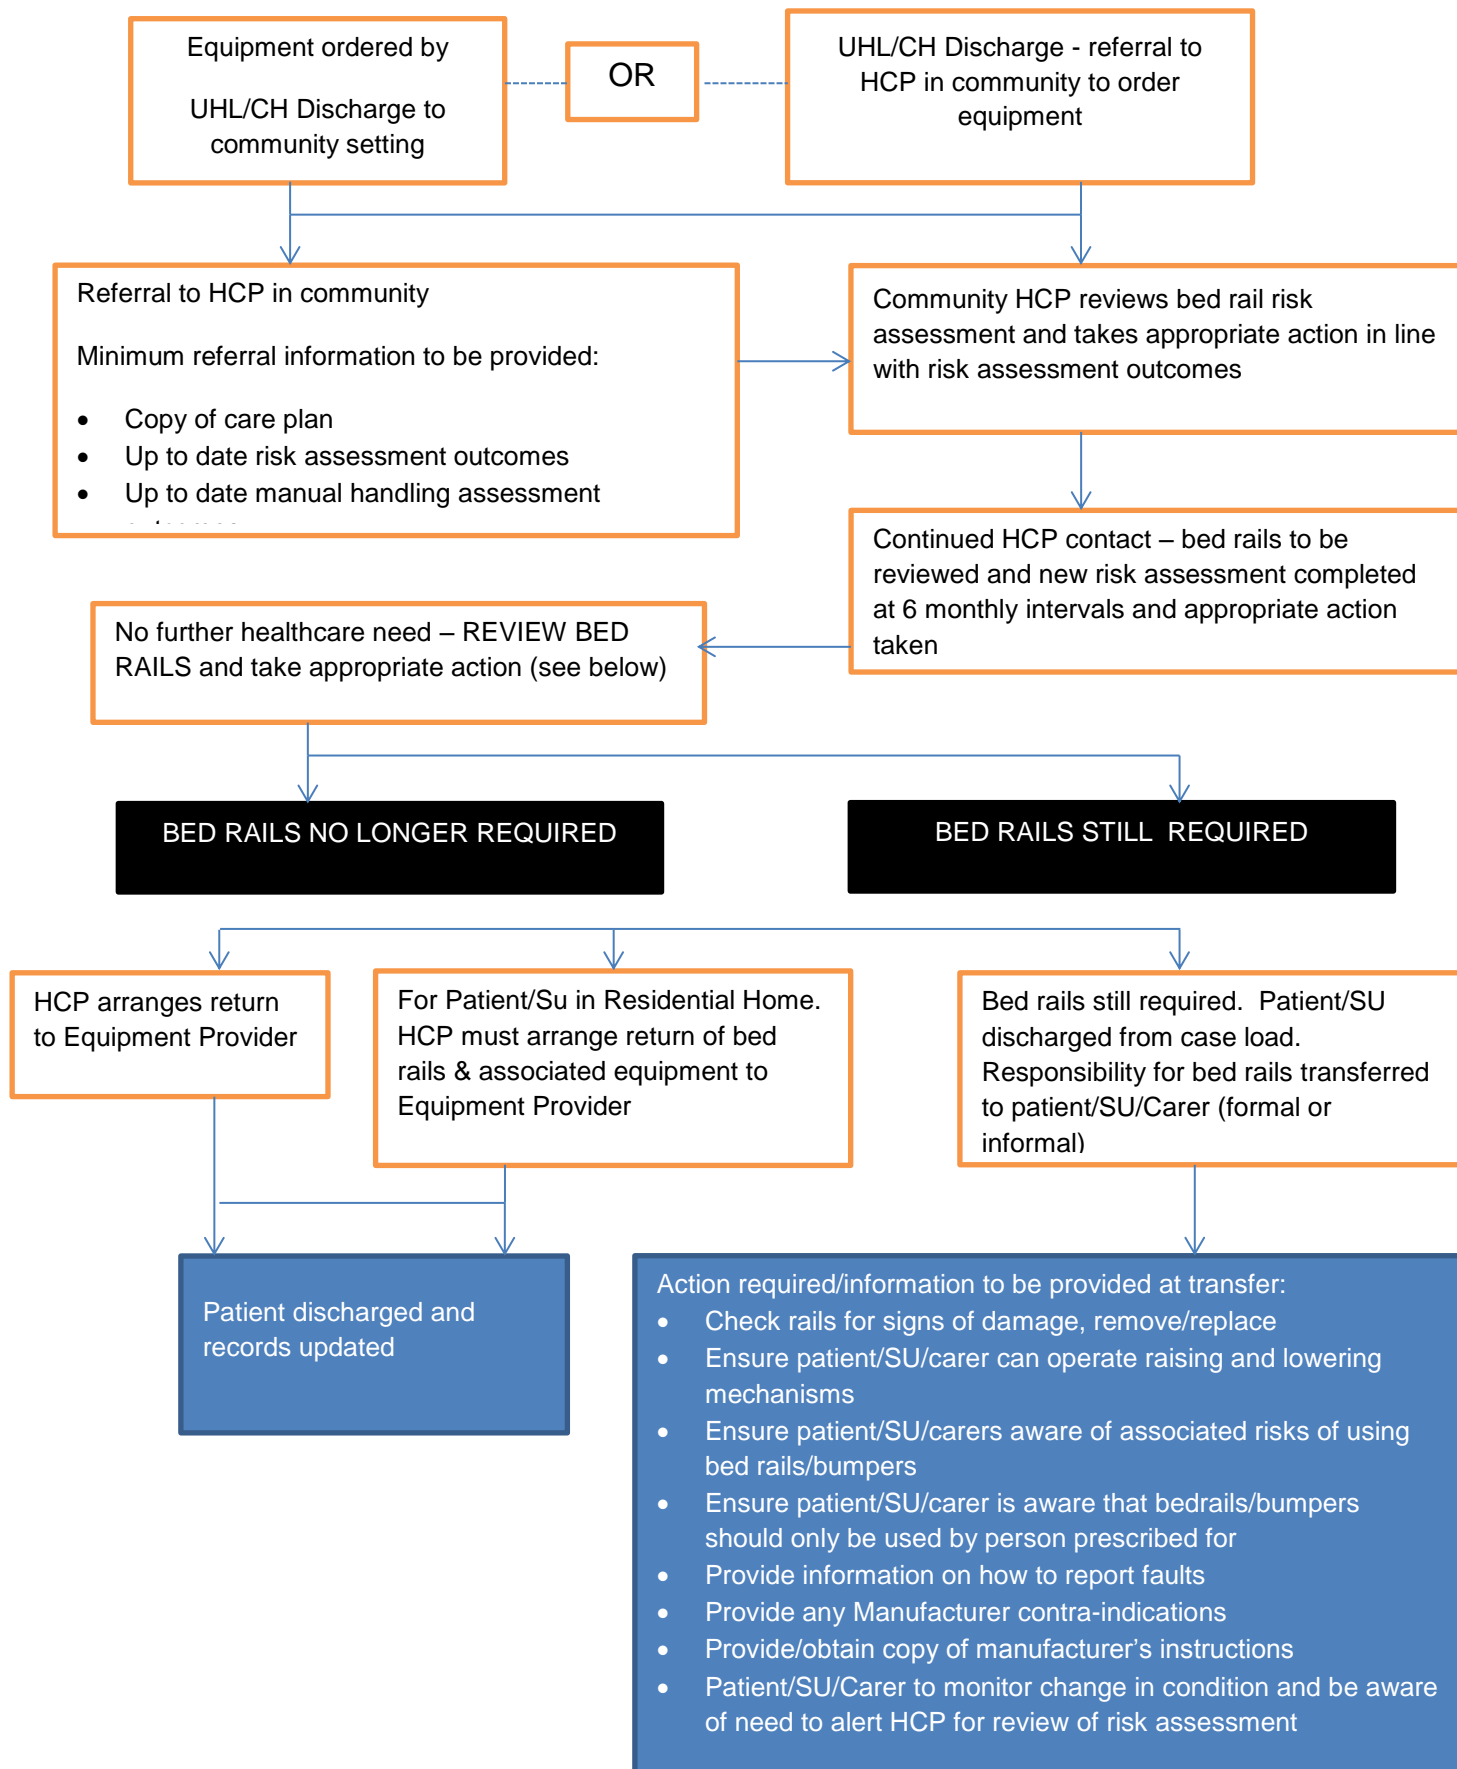 Equipment ordered by
UHL/CH Discharge to
community setting
OR
UHL/CH Discharge - referral to
HCP in community to order
equipment
Referral to HCP in community
Minimum referral information to be provided:
• Copy of care plan
• Up to date risk assessment outcomes
• Up to date manual handling assessment
Community HCP reviews bed rail risk
assessment and takes appropriate action in line
with risk assessment outcomes
Continued HCP contact – bed rails to be
reviewed and new risk assessment completed
at 6 monthly intervals and appropriate action
taken
No further healthcare need – REVIEW BED
RAILS and take appropriate action (see below)
BED RAILS NO LONGER REQUIRED
BED RAILS STILL  REQUIRED
HCP arranges return
to Equipment Provider
For Patient/Su in Residential Home.
HCP must arrange return of bed
rails & associated equipment to
Equipment Provider
Bed rails still required.  Patient/SU
discharged from case load.
Responsibility for bed rails transferred
to patient/SU/Carer (formal or
informal)
Patient discharged and
records updated
Action required/information to be provided at transfer:
• Check rails for signs of damage, remove/replace
• Ensure patient/SU/carer can operate raising and lowering
mechanisms
• Ensure patient/SU/carers aware of associated risks of using
bed rails/bumpers
• Ensure patient/SU/carer is aware that bedrails/bumpers
should only be used by person prescribed for
• Provide information on how to report faults
• Provide any Manufacturer contra-indications
• Provide/obtain copy of manufacturer's instructions
• Patient/SU/Carer to monitor change in condition and be aware
of need to alert HCP for review of risk assessment